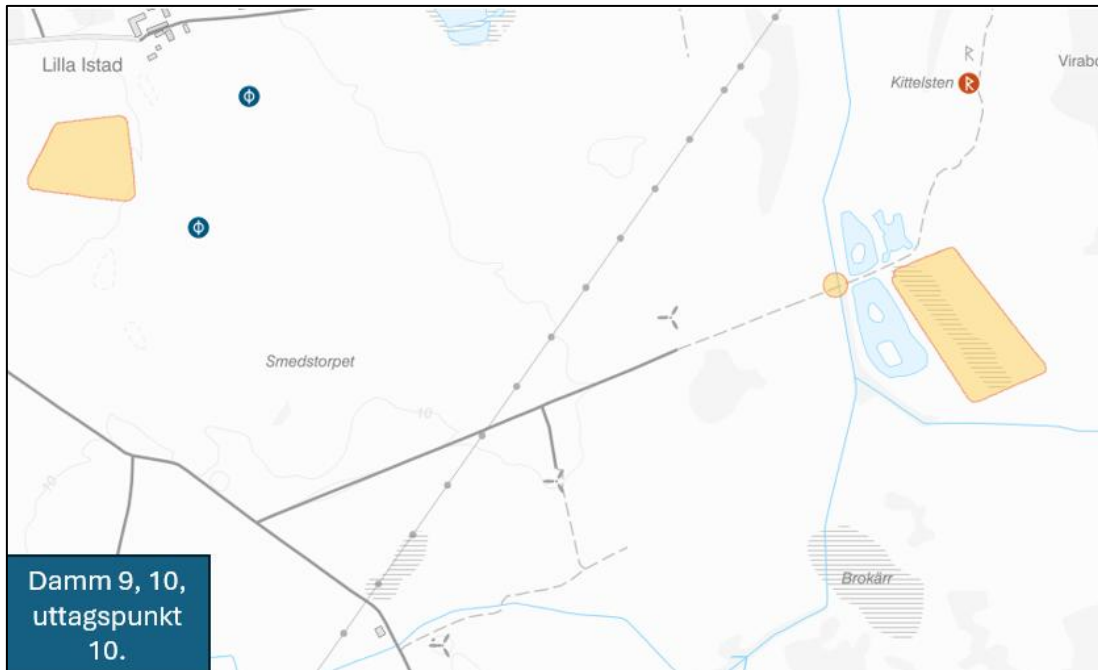 Lilla Istad
Kittelsten
Virabo
Smedstorpet
10
10
Brokärr
Damm 9, 10,
uttagspunkt
10.